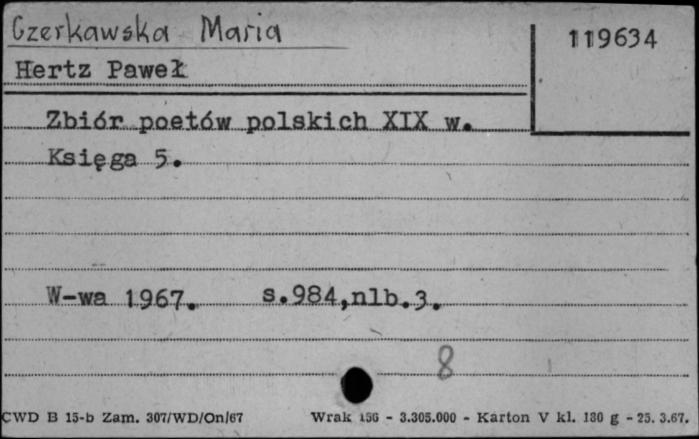 Czerkawska Maria
119634
Hertz Paweł
Zbiór poetów polskich XIX w.
Księga 5.
W-wa 1967. s.984,nlb.3.
8
CWD B 15-b Zam. 307/WD/On/67 Wrak 156 - 3.305.000 - Karton V kl. 180 g - 25. 3.67.